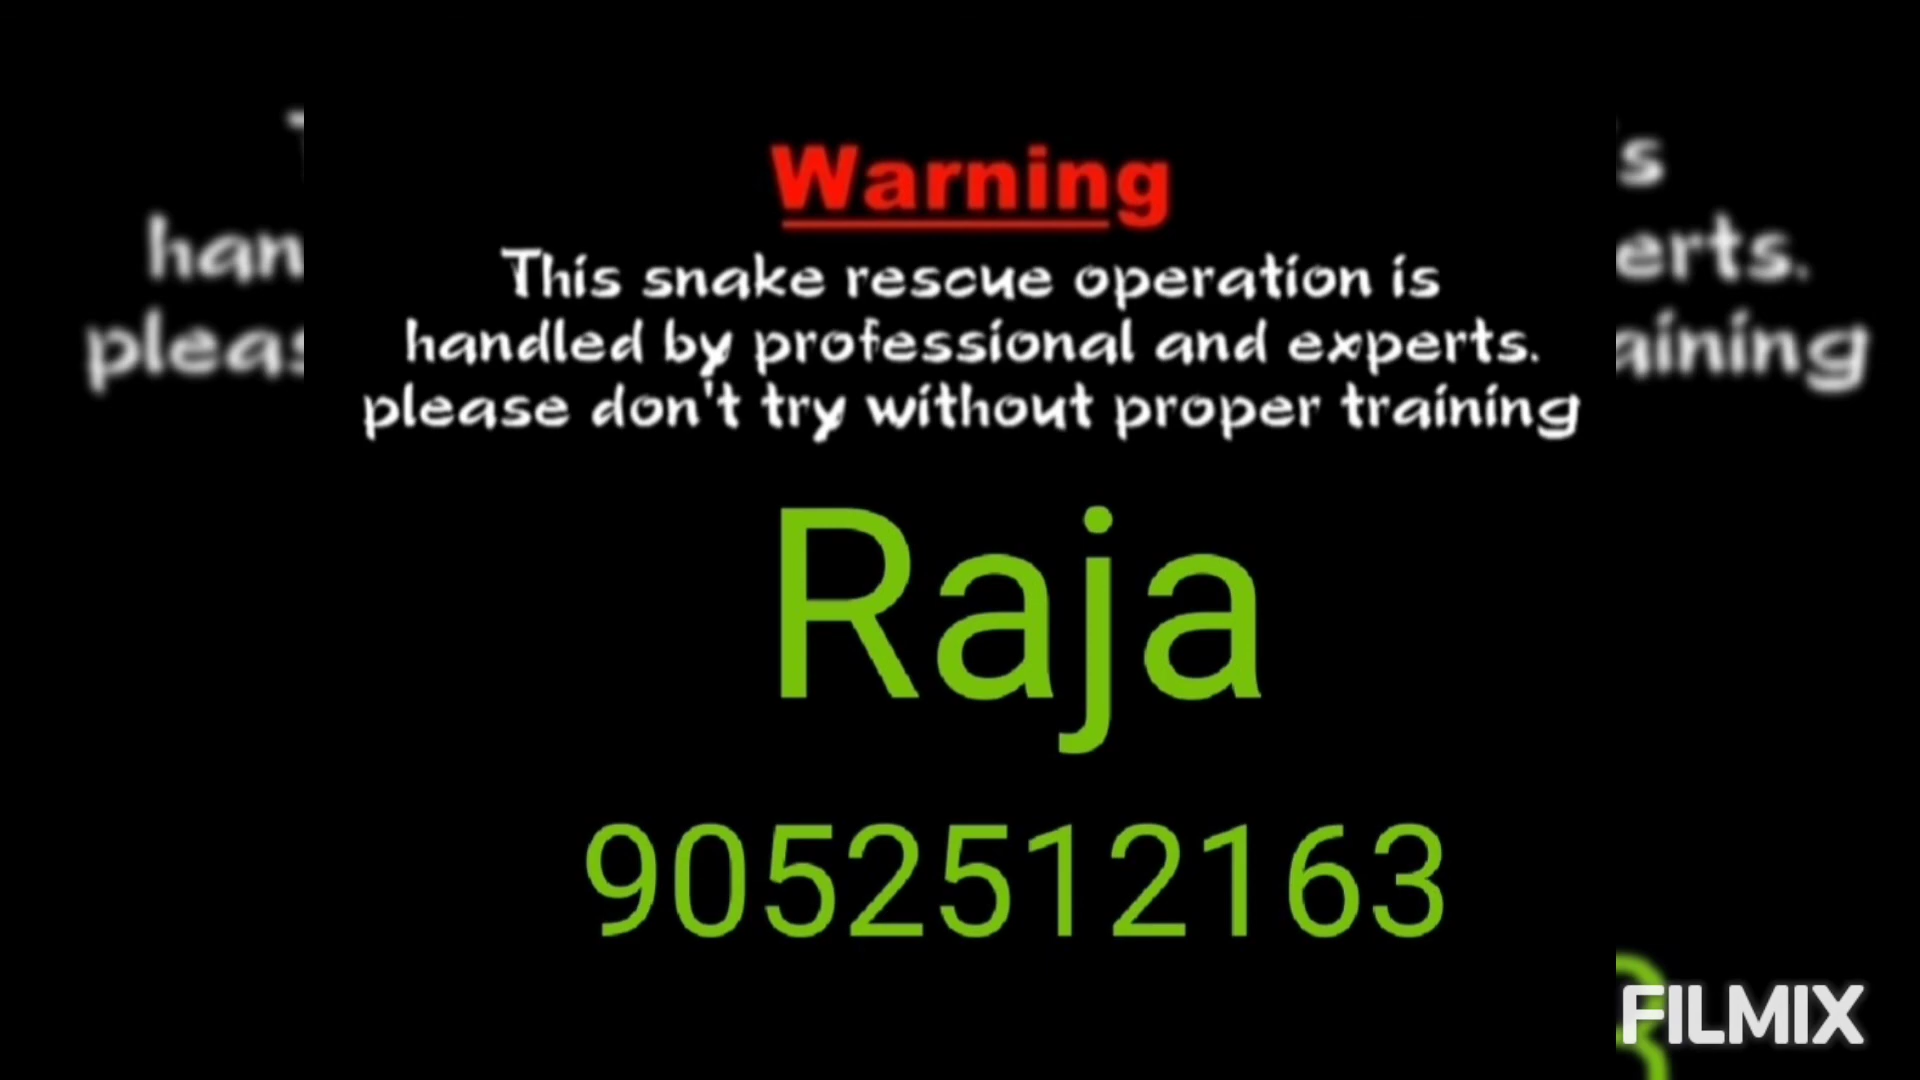 Warning
This snake rescue operation is
handled by professional and experts.
please don't try without proper training
Raja
9052512163
FILMIX